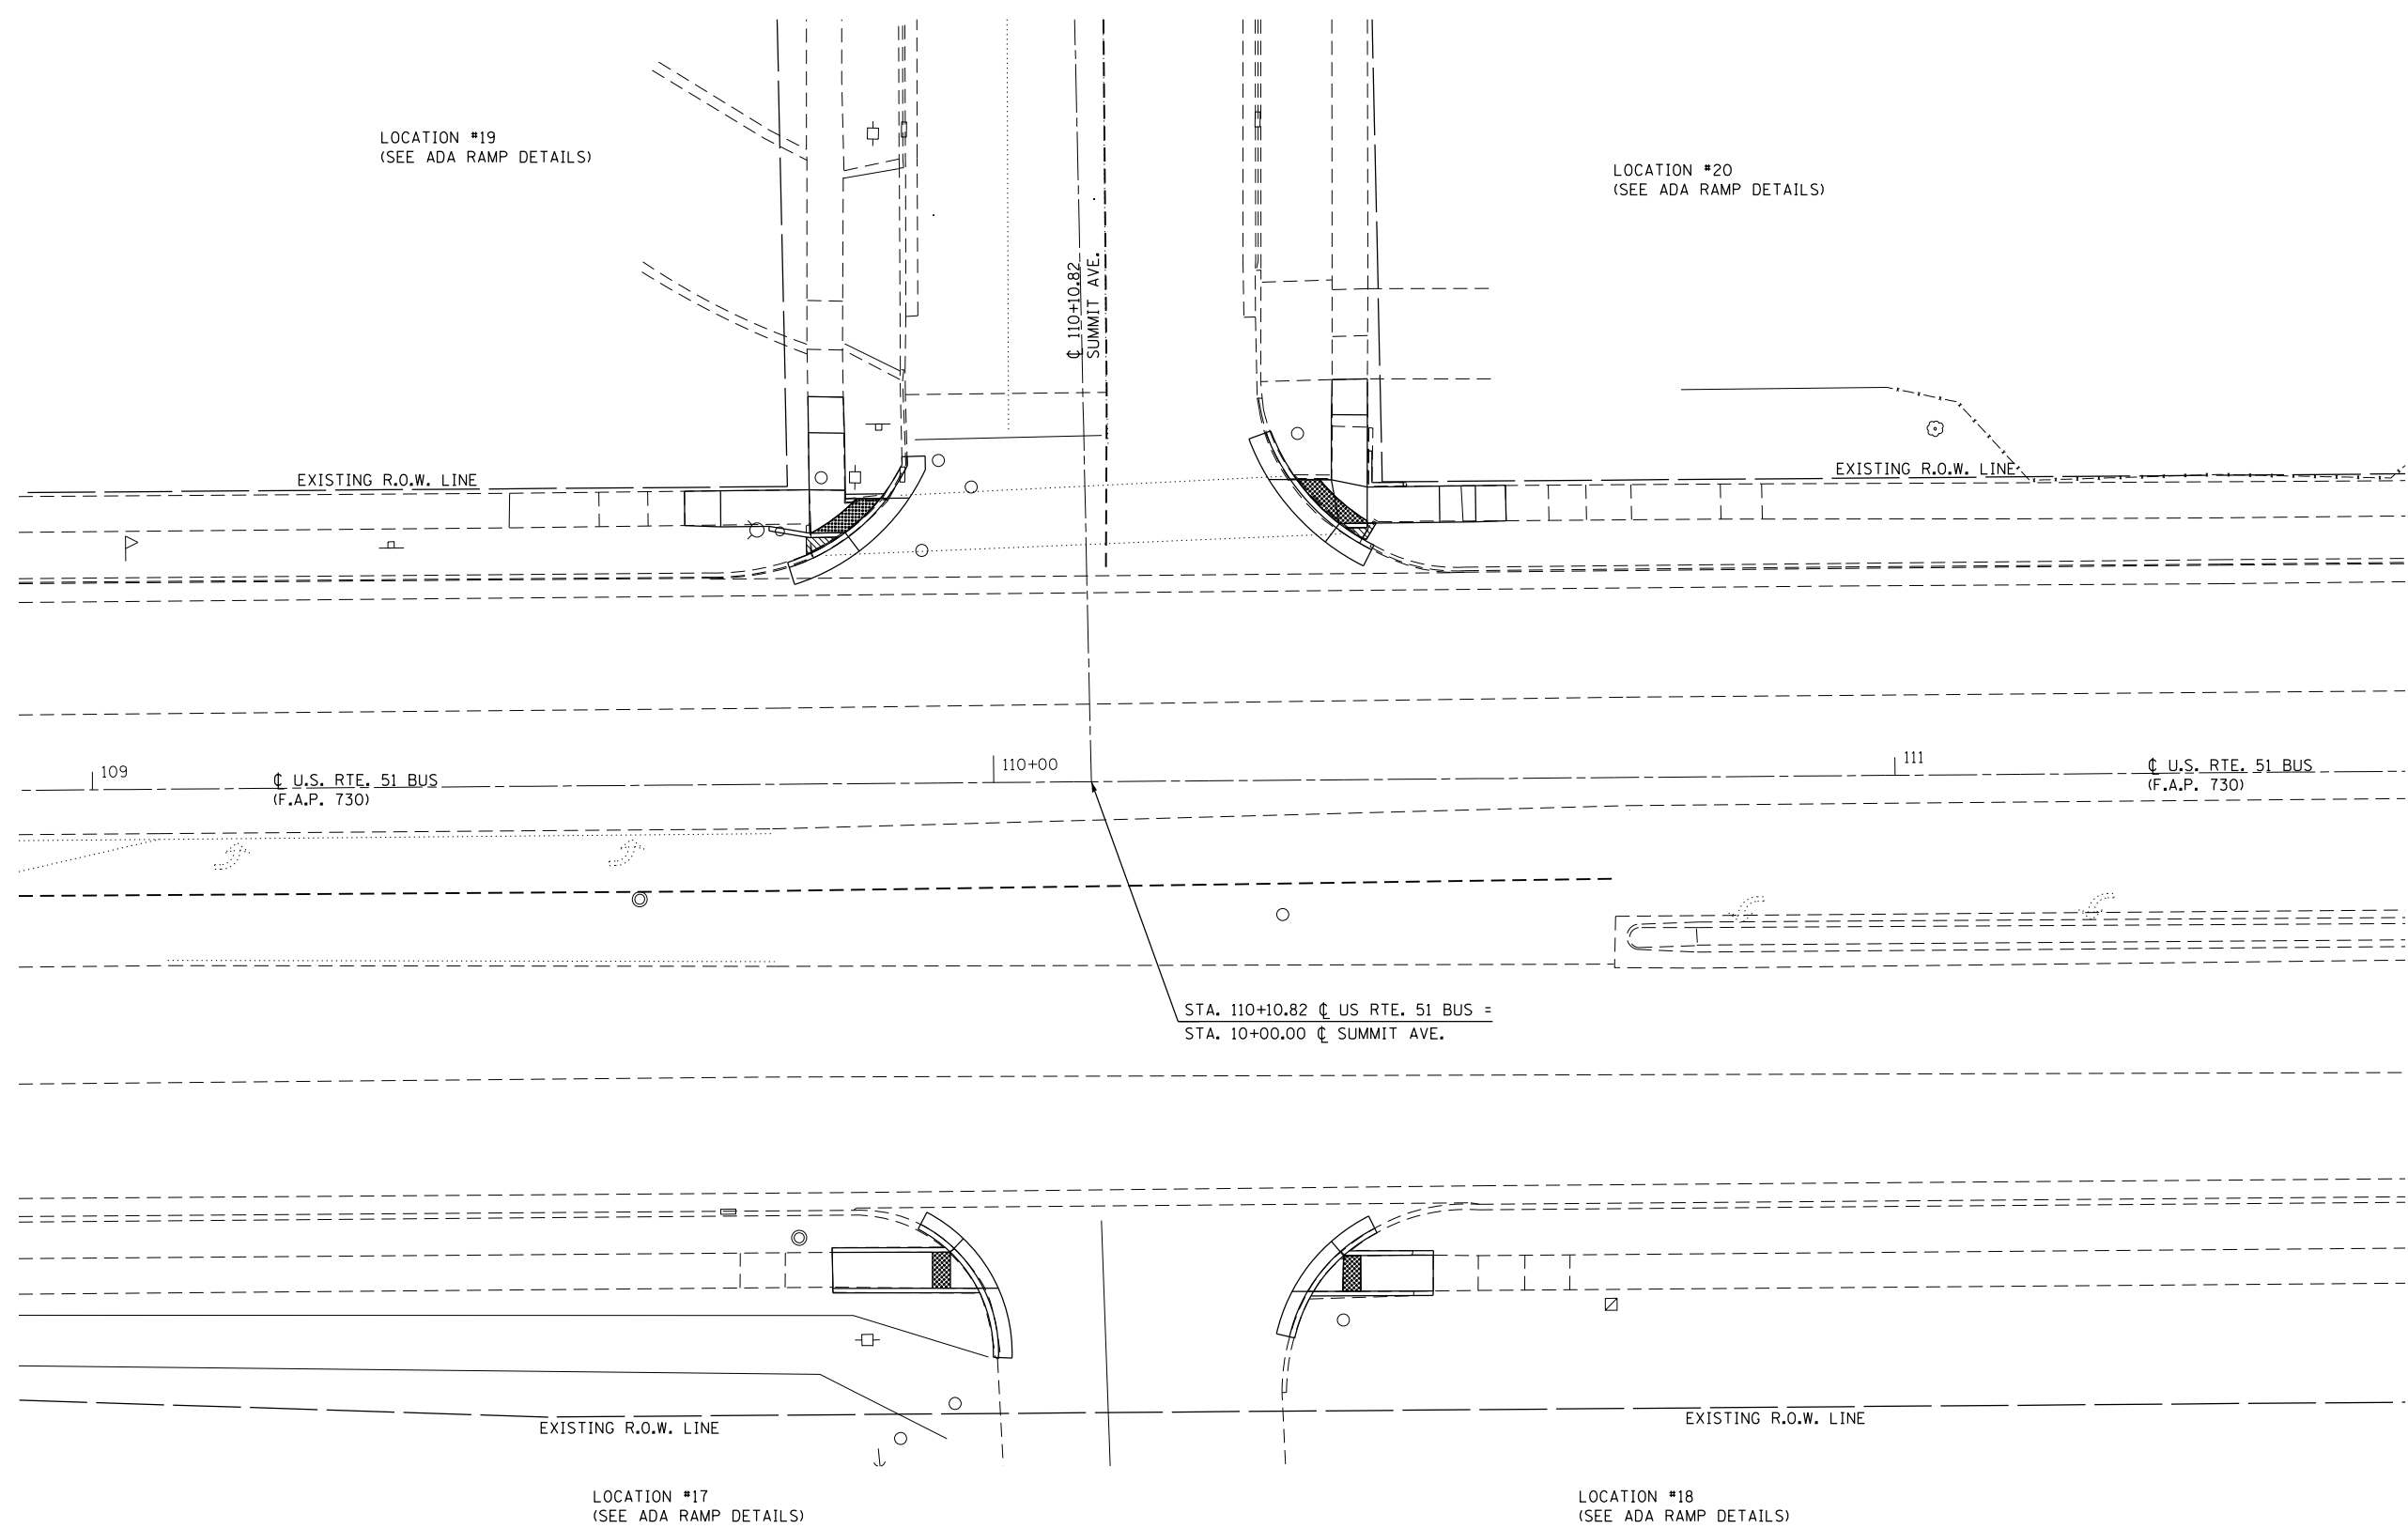 LOCATION #19
(SEE ADA RAMP DETAILS)
LOCATION #20
(SEE ADA RAMP DETAILS)
℄ 110+10.82
SUMMIT AVE.
EXISTING R.O.W. LINE
EXISTING R.O.W. LINE
109
110+00
111
℄ U.S. RTE. 51 BUS
(F.A.P. 730)
℄ U.S. RTE. 51 BUS
(F.A.P. 730)
STA. 110+10.82 ℄ US RTE. 51 BUS =
STA. 10+00.00 ℄ SUMMIT AVE.
EXISTING R.O.W. LINE
EXISTING R.O.W. LINE
LOCATION #17
(SEE ADA RAMP DETAILS)
LOCATION #18
(SEE ADA RAMP DETAILS)